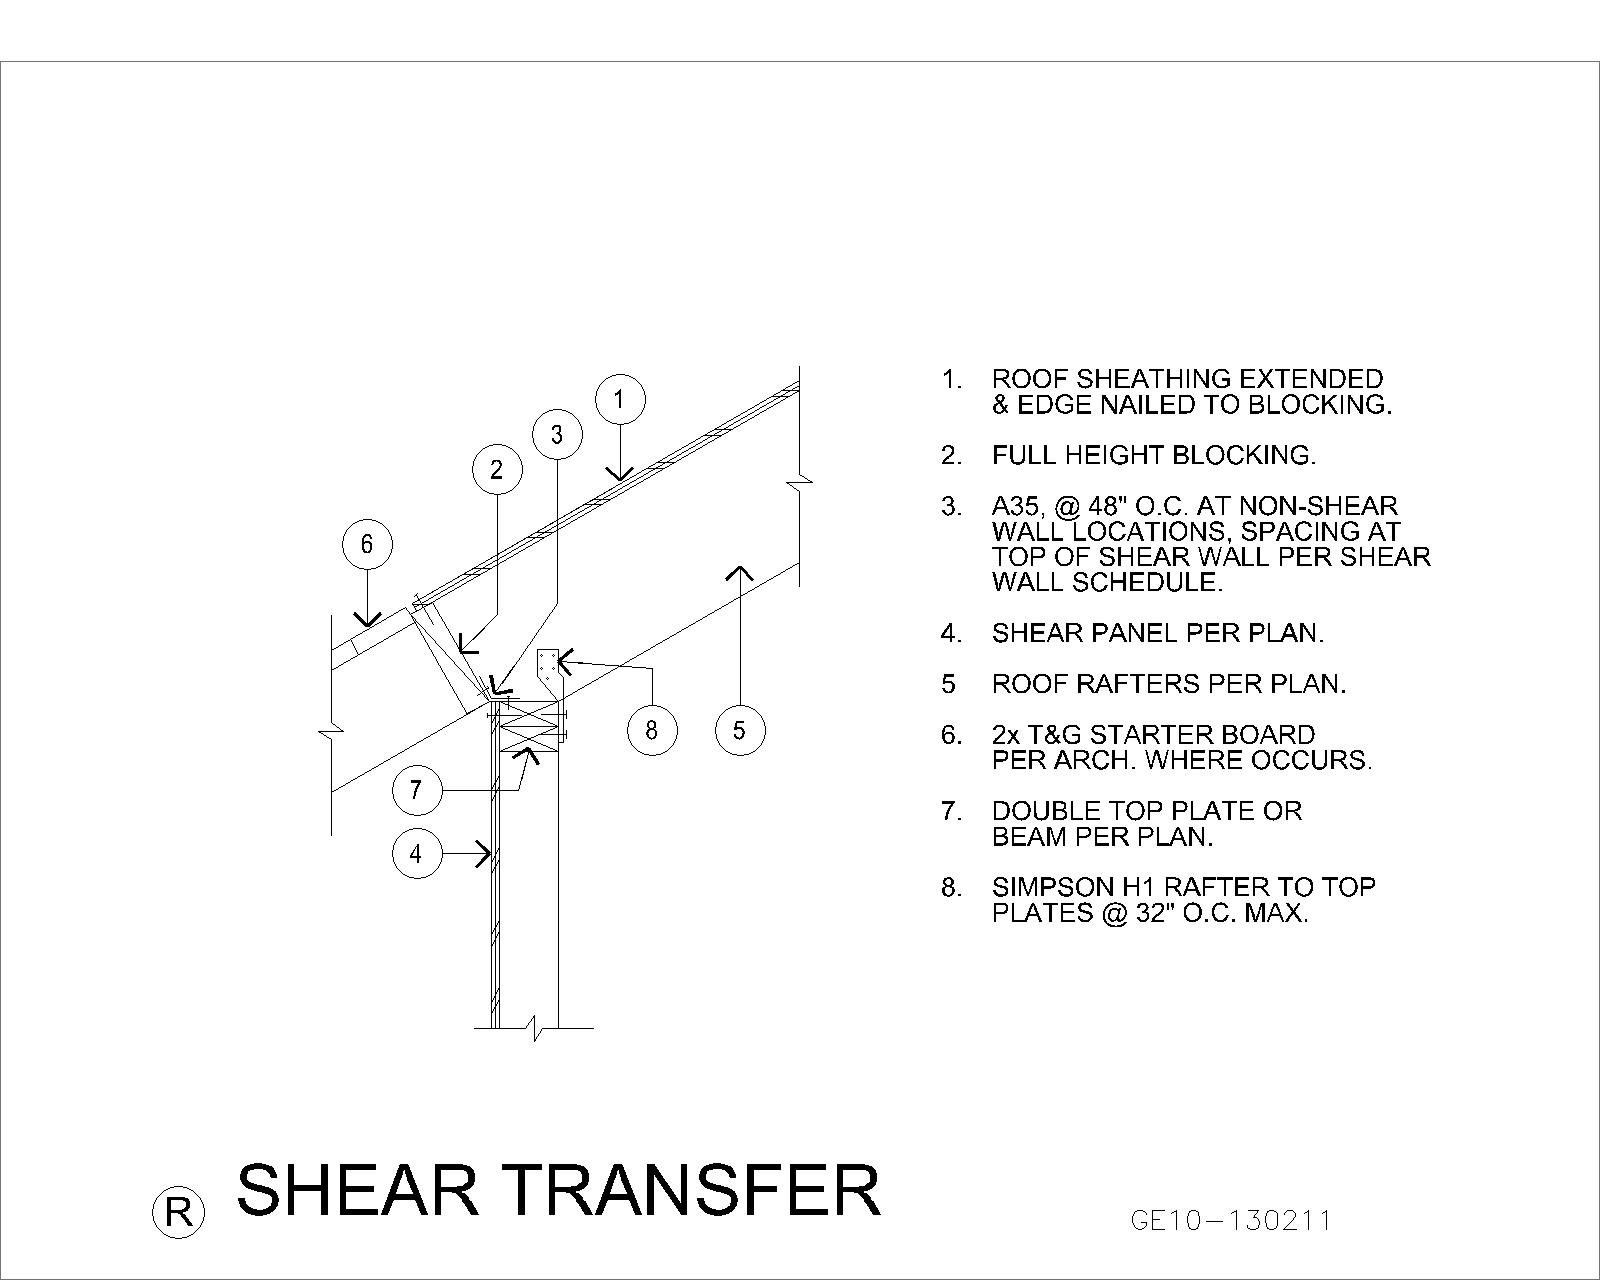 1
3
2
6
8
5
7
4
1. ROOF SHEATHING EXTENDED
& EDGE NAILED TO BLOCKING.
2. FULL HEIGHT BLOCKING.
3. A35, @ 48" O.C. AT NON-SHEAR
WALL LOCATIONS, SPACING AT
TOP OF SHEAR WALL PER SHEAR
WALL SCHEDULE.
4. SHEAR PANEL PER PLAN.
5 ROOF RAFTERS PER PLAN.
6. 2x T&G STARTER BOARD
PER ARCH. WHERE OCCURS.
7. DOUBLE TOP PLATE OR
BEAM PER PLAN.
8. SIMPSON H1 RAFTER TO TOP
PLATES @ 32" O.C. MAX.
R SHEAR TRANSFER
GE10-130211